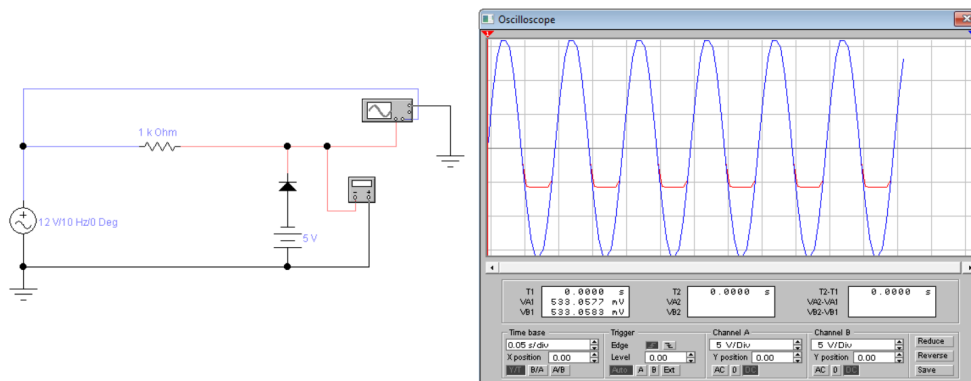 Oscilloscope
1 k Ohm
12 V/10 Hz/0 Deg
5 V
T1 0.0000 s
VA1 533.0577 mV
VB1 533.0583 mV
T2 0.0000 s
VA2
VB2
T2-T1 0.0000 s
VA2-VA1
VB2-VB1
Time base
0.05 s/div
X position 0.00
Y/T B/A A/B
Trigger
Edge
Level 0.00
Auto A B Ext
Channel A
5 V/Div
Y position 0.00
AC 0 DC
Channel B
5 V/Div
Y position 0.00
AC 0 DC
Reduce
Reverse
Save